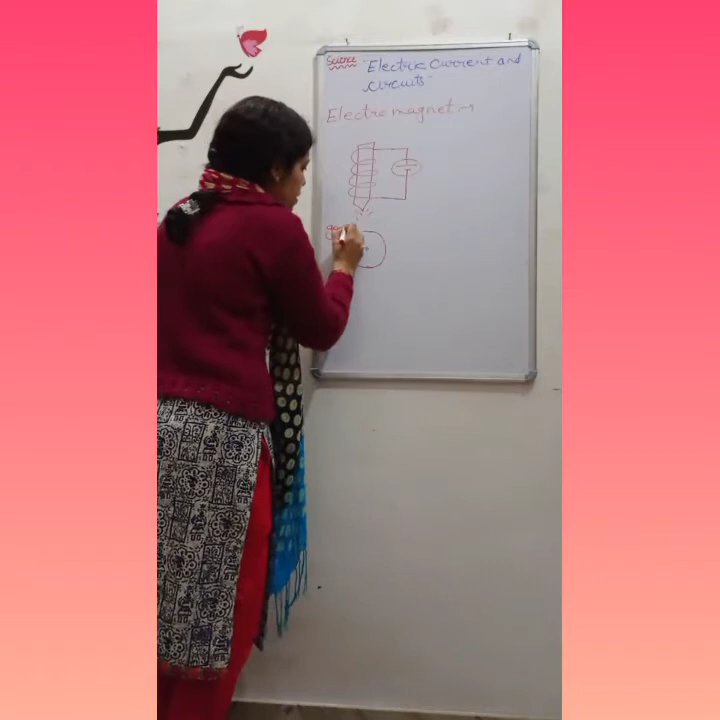 Science "Electric Current and
circuits"
Electromagnet →